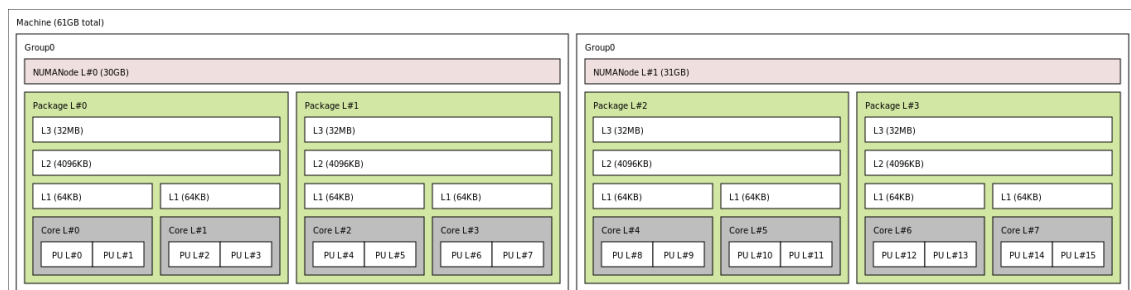 Machine (61GB total)
Group0
NUMANode L#0 (30GB)
Package L#0
L3 (32MB)
L2 (4096KB)
L1 (64KB)
L1 (64KB)
Core L#0
PU L#0
PU L#1
Core L#1
PU L#2
PU L#3
Package L#1
L3 (32MB)
L2 (4096KB)
L1 (64KB)
L1 (64KB)
Core L#2
PU L#4
PU L#5
Core L#3
PU L#6
PU L#7
Group0
NUMANode L#1 (31GB)
Package L#2
L3 (32MB)
L2 (4096KB)
L1 (64KB)
L1 (64KB)
Core L#4
PU L#8
PU L#9
Core L#5
PU L#10
PU L#11
Package L#3
L3 (32MB)
L2 (4096KB)
L1 (64KB)
L1 (64KB)
Core L#6
PU L#12
PU L#13
Core L#7
PU L#14
PU L#15